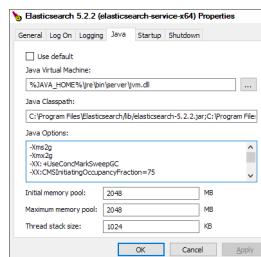 Elasticsearch 5.2.2 (elasticsearch-service-x64) Properties
General Log On Logging Java Startup Shutdown
Use default
Java Virtual Machine:
%JAVA_HOME%\jre\bin\server\jvm.dll
...
Java Classpath:
C:\Program Files\Elasticsearch/lib/elasticsearch-5.2.2.jar;C:\Program Files
Java Options:
-Xms2g
-Xmx2g
-XX:+UseConcMarkSweepGC
-XX:CMSInitiatingOccupancyFraction=75
Initial memory pool: 2048 MB
Maximum memory pool: 2048 MB
Thread stack size: 1024 KB
OK Cancel Apply